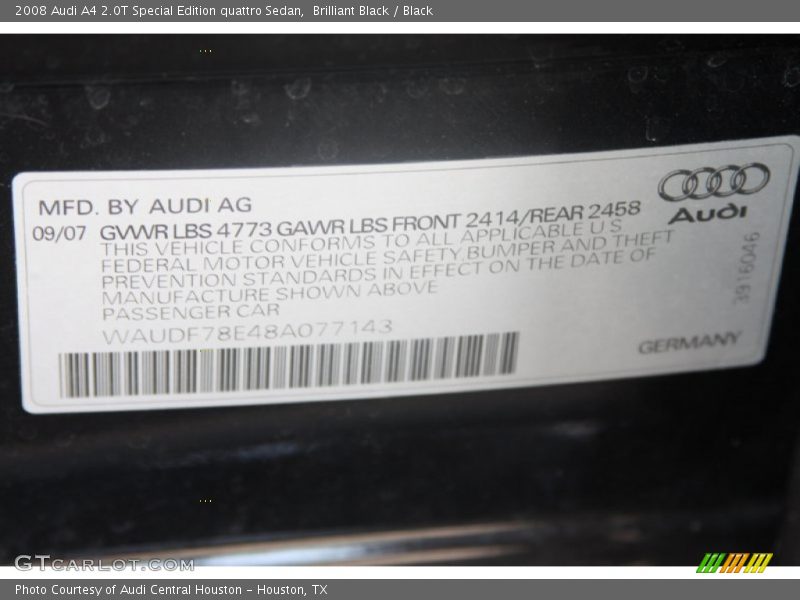 2008 Audi A4 2.0T Special Edition quattro Sedan,  Brilliant Black / Black
MFD. BY AUDI AG
09/07 GVWR LBS 4773 GAWR LBS FRONT 2414/REAR 2458
THIS VEHICLE CONFORMS TO ALL APPLICABLE U S
FEDERAL MOTOR VEHICLE SAFETY,BUMPER AND THEFT
PREVENTION STANDARDS IN EFFECT ON THE DATE OF
MANUFACTURE SHOWN ABOVE
PASSENGER CAR
WAUDF78E48A077143
Audi
3916046
GERMANY
GTCARLOT.COM
Photo Courtesy of Audi Central Houston - Houston, TX